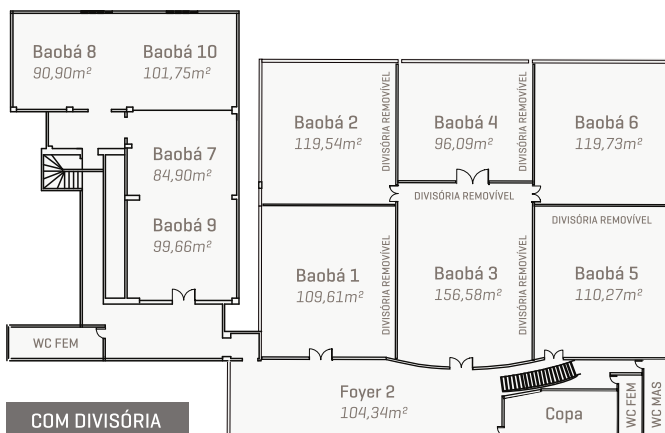 Baobá 8
90,90m²
Baobá 10
101,75m²
Baobá 7
84,90m²
Baobá 9
99,66m²
WC FEM
Baobá 2
119,54m²
DIVISÓRIA REMOVÍVEL
Baobá 4
96,09m²
DIVISÓRIA REMOVÍVEL
Baobá 6
119,73m²
DIVISÓRIA REMOVÍVEL
DIVISÓRIA REMOVÍVEL
Baobá 1
109,61m²
DIVISÓRIA REMOVÍVEL
Baobá 3
156,58m²
DIVISÓRIA REMOVÍVEL
Baobá 5
110,27m²
Foyer 2
104,34m²
Copa
WC FEM
WC MAS
COM DIVISÓRIA